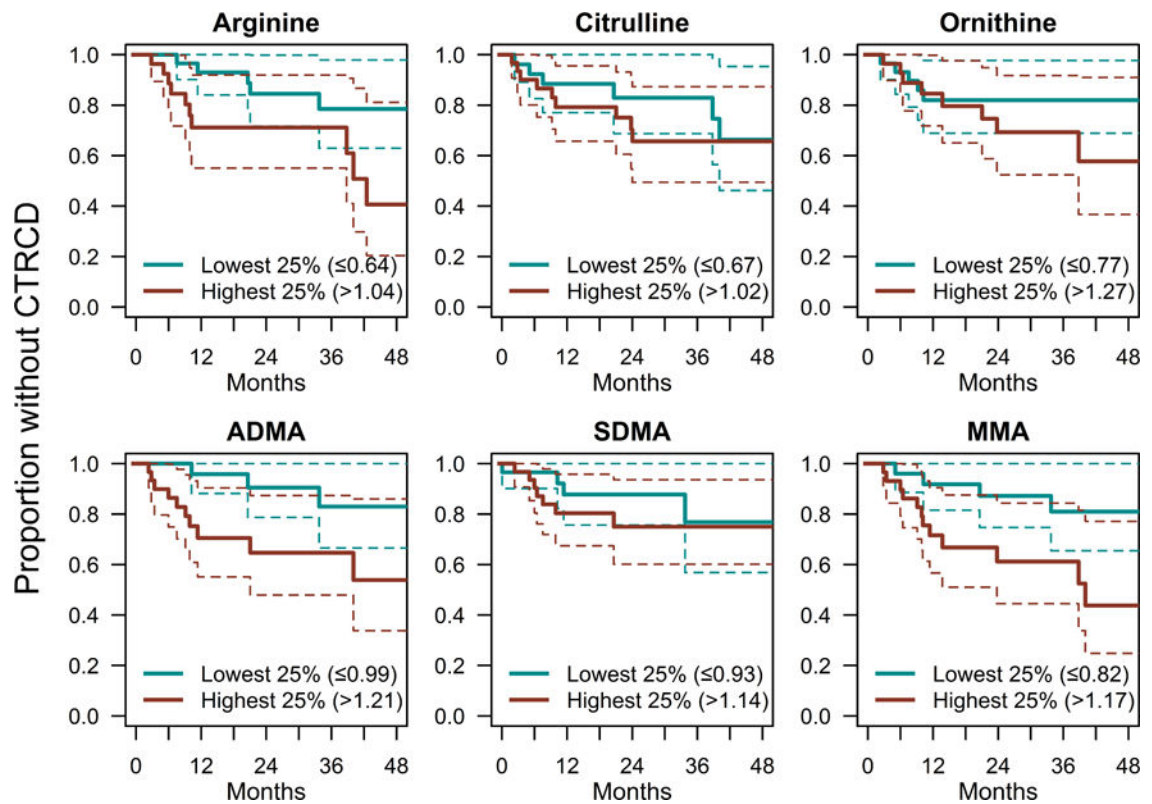 Proportion without CTRCD
Arginine
1.0
0.8
0.6
0.4
0.2
0.0
Lowest 25% (≤0.64)
Highest 25% (>1.04)
0 12 24 36 48
Months
Citrulline
1.0
0.8
0.6
0.4
0.2
0.0
Lowest 25% (≤0.67)
Highest 25% (>1.02)
0 12 24 36 48
Months
Ornithine
1.0
0.8
0.6
0.4
0.2
0.0
Lowest 25% (≤0.77)
Highest 25% (>1.27)
0 12 24 36 48
Months
ADMA
1.0
0.8
0.6
0.4
0.2
0.0
Lowest 25% (≤0.99)
Highest 25% (>1.21)
0 12 24 36 48
Months
SDMA
1.0
0.8
0.6
0.4
0.2
0.0
Lowest 25% (≤0.93)
Highest 25% (>1.14)
0 12 24 36 48
Months
MMA
1.0
0.8
0.6
0.4
0.2
0.0
Lowest 25% (≤0.82)
Highest 25% (>1.17)
0 12 24 36 48
Months